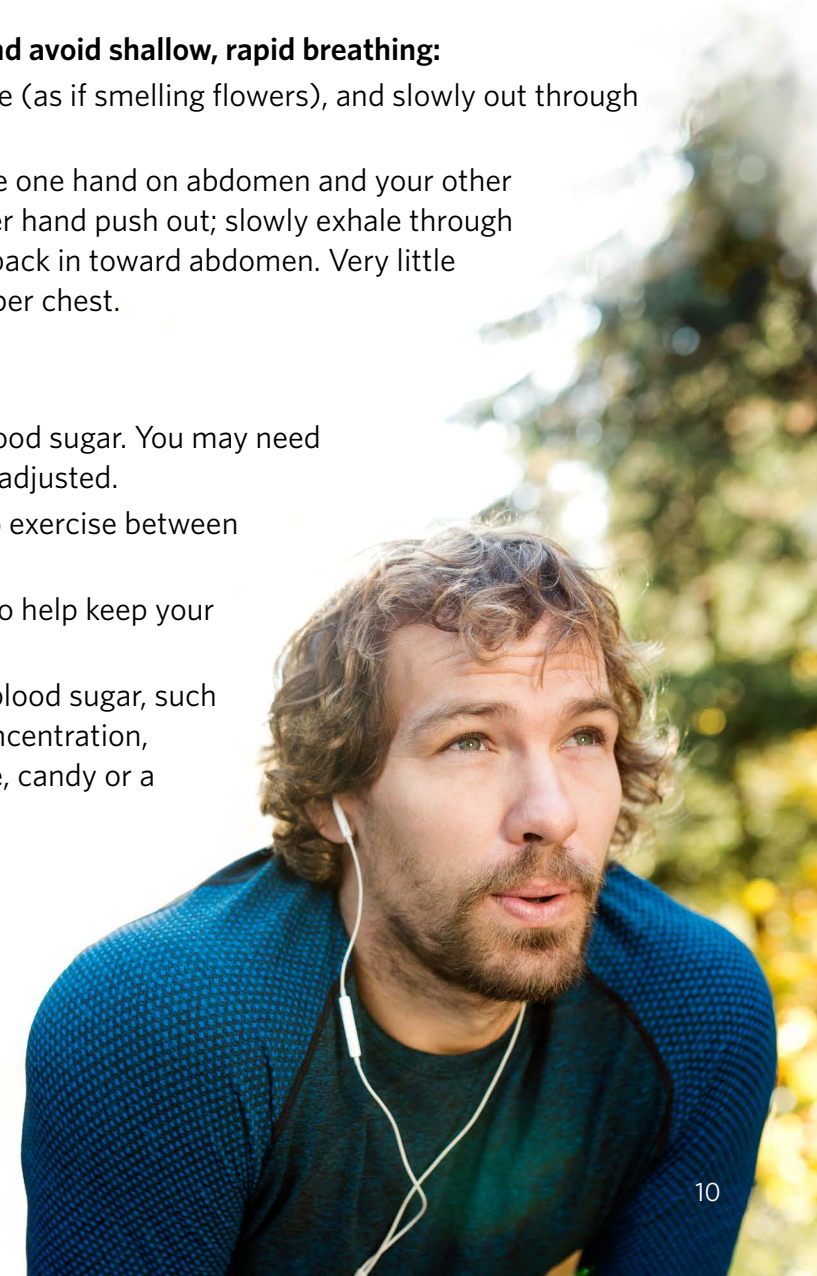 nd avoid shallow, rapid breathing:
e (as if smelling flowers), and slowly out through
e one hand on abdomen and your other
er hand push out; slowly exhale through
back in toward abdomen. Very little
per chest.
ood sugar. You may need
adjusted.
o exercise between
o help keep your
blood sugar, such
ncentration,
e, candy or a
10